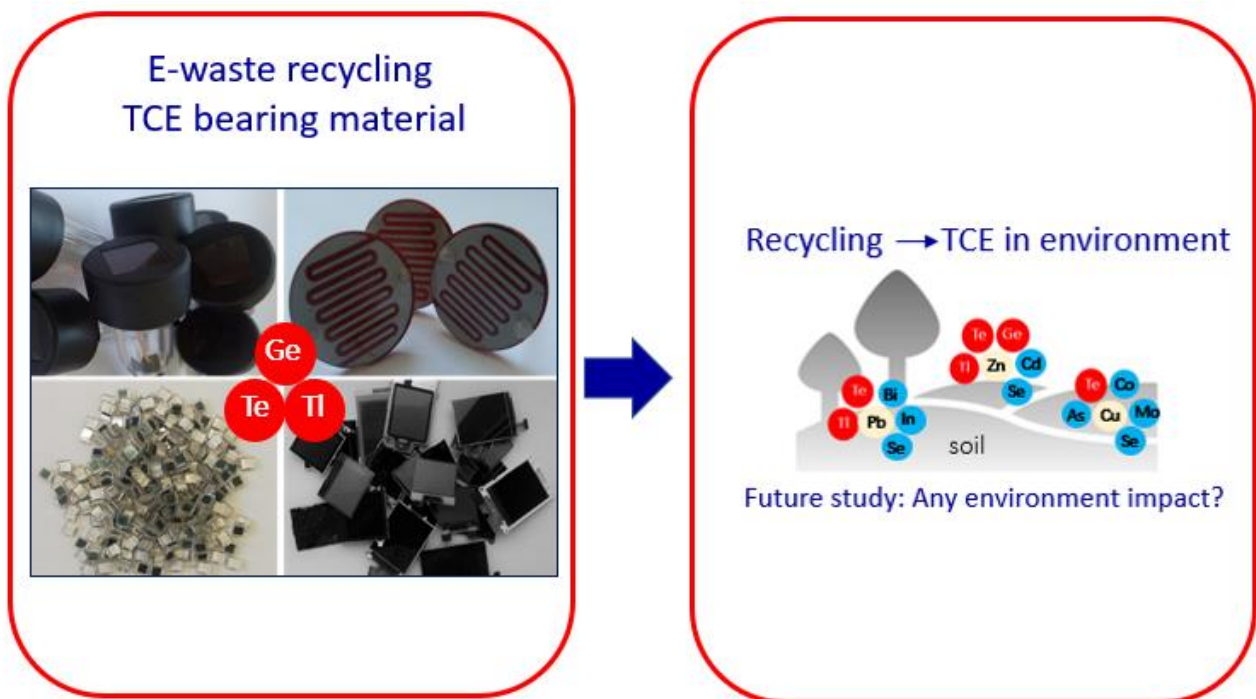 E-waste recycling
TCE bearing material
Ge
Te Tl
Recycling → TCE in environment
Te Ge
Tl Zn Cd
Se
Te Bi
Tl Pb In
Se
Te Co
As Cu Mo
Se
soil
Future study: Any environment impact?